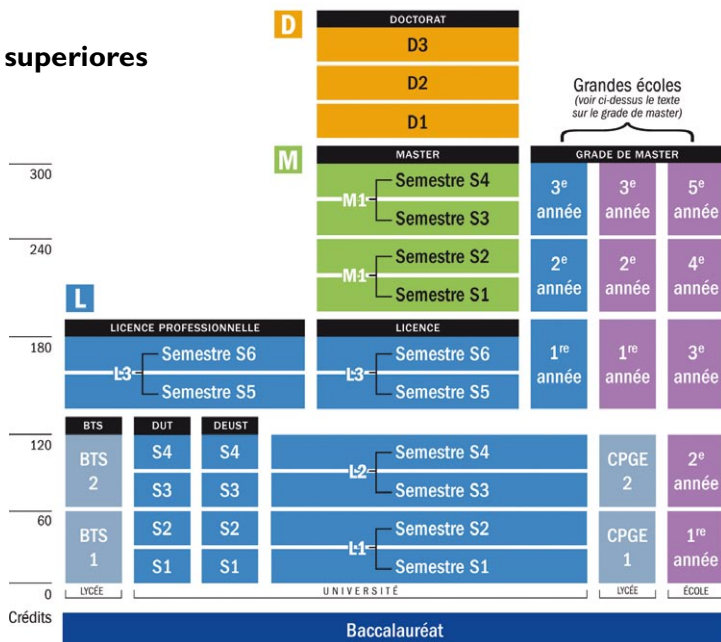 superiores
D
DOCTORAT
D3
D2
D1
Grandes écoles
(voir ci-dessus le texte
sur le grade de master)
M
MASTER
GRADE DE MASTER
300
M1
Semestre S4
Semestre S3
3e année
3e année
5e année
240
M1
Semestre S2
Semestre S1
2e année
2e année
4e année
L
180
LICENCE PROFESSIONNELLE
LICENCE
L3
Semestre S6
Semestre S5
L3
Semestre S6
Semestre S5
1re année
1re année
3e année
120
BTS
DUT
DEUST
BTS 2
S4
S4
S3
S3
L2
Semestre S4
Semestre S3
CPGE 2
2e année
60
BTS 1
S2
S2
S1
S1
L1
Semestre S2
Semestre S1
CPGE 1
1re année
0
LYCÉE
UNIVERSITÉ
LYCÉE
ÉCOLE
Crédits
Baccalauréat